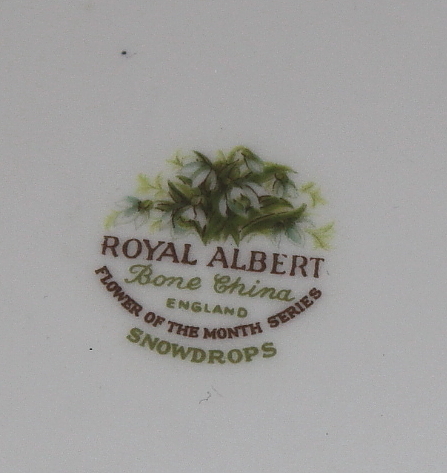 ROYAL ALBERT
Bone China
ENGLAND
FLOWER OF THE MONTH SERIES
SNOWDROPS